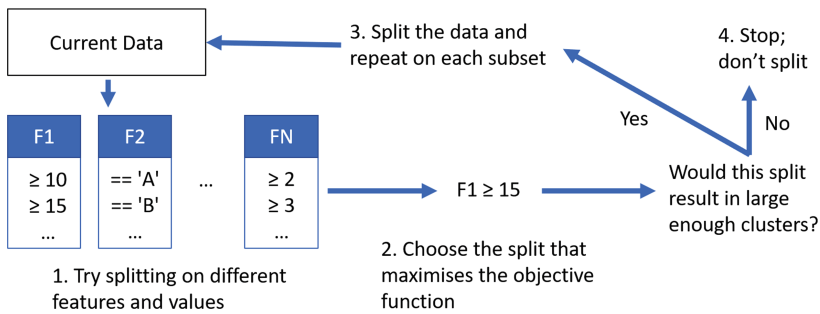 Current Data
3. Split the data and
repeat on each subset
4. Stop;
don't split
Yes
No
F1
≥ 10
≥ 15
...
F2
== 'A'
== 'B'
...
...
FN
≥ 2
≥ 3
...
F1 ≥ 15
Would this split
result in large
enough clusters?
1. Try splitting on different
features and values
2. Choose the split that
maximises the objective
function